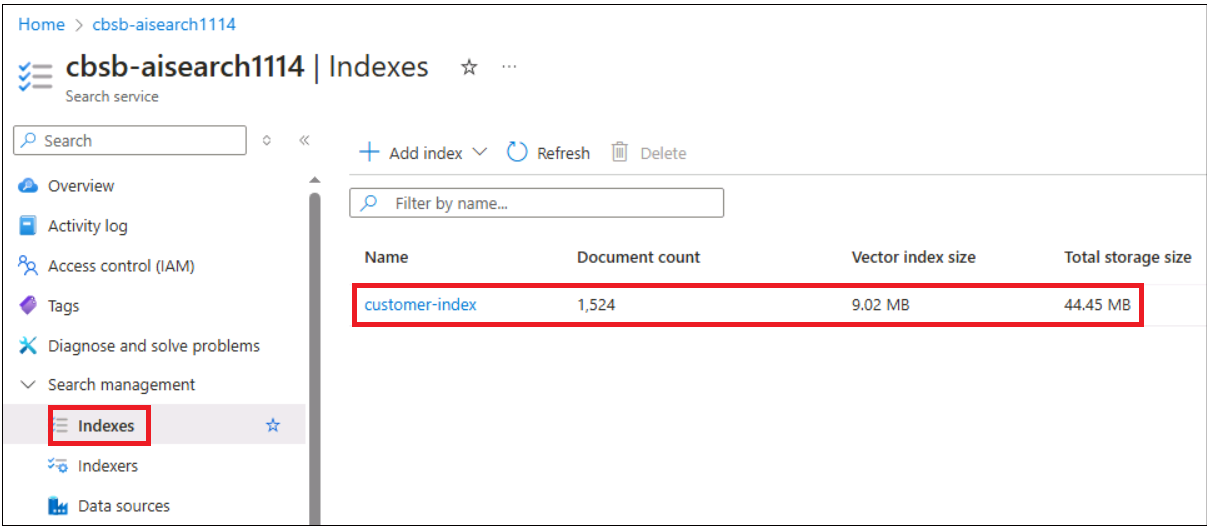 Home > cbsb-aisearch1114
cbsb-aisearch1114 | Indexes
Search service
Search
Add index
Refresh
Delete
Filter by name...
Overview
Activity log
Access control (IAM)
Tags
Diagnose and solve problems
Search management
Indexes
Indexers
Data sources
Name Document count Vector index size Total storage size
customer-index 1,524 9.02 MB 44.45 MB